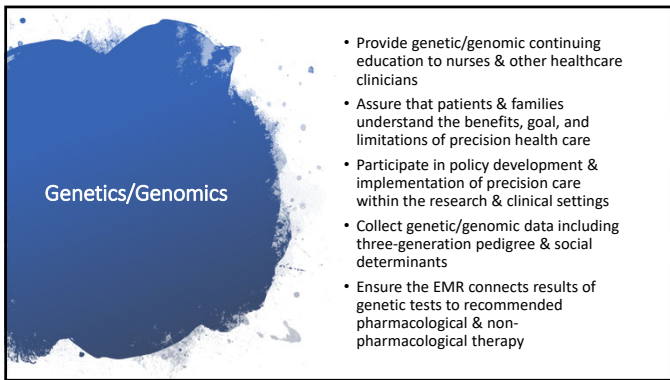 Genetics/Genomics
• Provide genetic/genomic continuing
education to nurses & other healthcare
clinicians
• Assure that patients & families
understand the benefits, goal, and
limitations of precision health care
• Participate in policy development &
implementation of precision care
within the research & clinical settings
• Collect genetic/genomic data including
three-generation pedigree & social
determinants
• Ensure the EMR connects results of
genetic tests to recommended
pharmacological & non-
pharmacological therapy